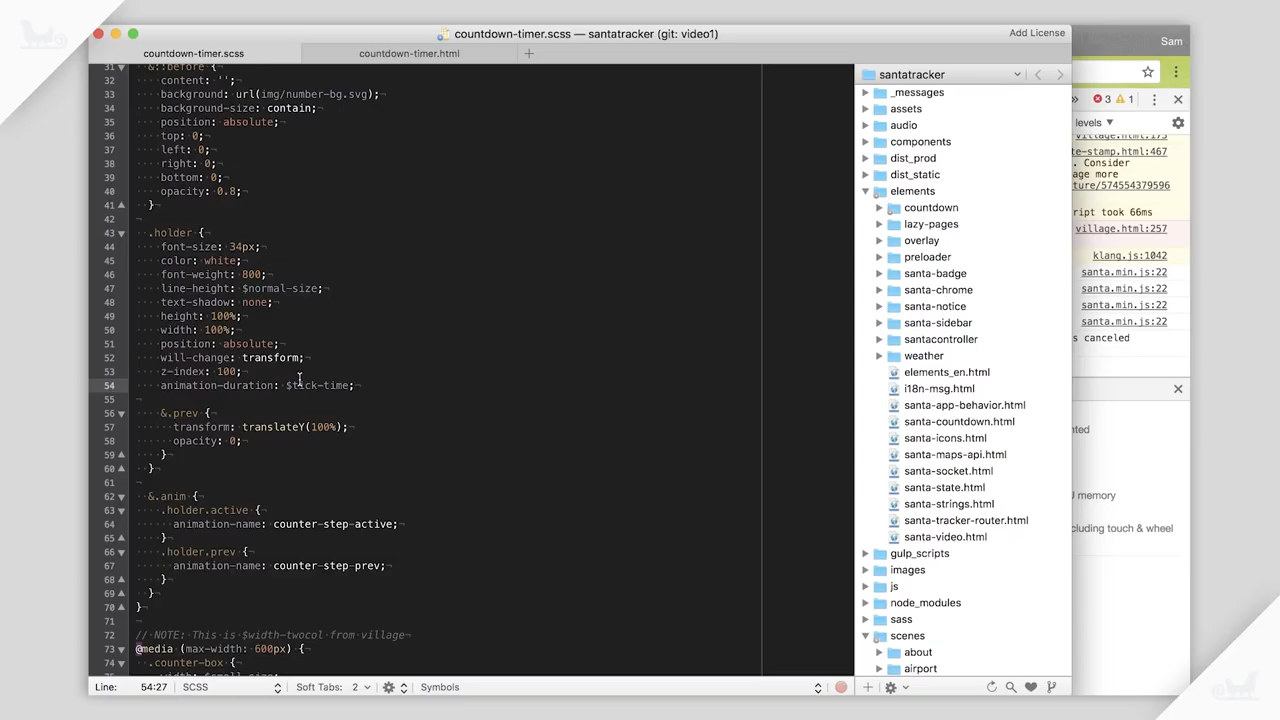 countdown-timer.scss — santatracker (git: video1)
Add License
Sam
countdown-timer.scss
countdown-timer.html
31 &::before {
32 content: '';
33 background: url(img/number-bg.svg);
34 background-size: contain;
35 position: absolute;
36 top: 0;
37 left: 0;
38 right: 0;
39 bottom: 0;
40 opacity: 0.8;
41 }
42
43 .holder {
44 font-size: 34px;
45 color: white;
46 font-weight: 800;
47 line-height: $normal-size;
48 text-shadow: none;
49 height: 100%;
50 width: 100%;
51 position: absolute;
52 will-change: transform;
53 z-index: 100;
54 animation-duration: $tick-time;
55
56 &.prev {
57 transform: translateY(100%);
58 opacity: 0;
59 }
60 }
61
62 &.anim {
63 .holder.active {
64 animation-name: counter-step-active;
65 }
66 .holder.prev {
67 animation-name: counter-step-prev;
68 }
69 }
70 }
71
72 // NOTE: This is $width-twocol from village
73 @media (max-width: 600px) {
74 .counter-box {
Line: 54:27 SCSS Soft Tabs: 2 Symbols
santatracker
_messages
assets
audio
components
dist_prod
dist_static
elements
countdown
lazy-pages
overlay
preloader
santa-badge
santa-chrome
santa-notice
santa-sidebar
santacontroller
weather
elements_en.html
i18n-msg.html
santa-app-behavior.html
santa-countdown.html
santa-icons.html
santa-maps-api.html
santa-socket.html
santa-state.html
santa-strings.html
santa-tracker-router.html
santa-video.html
gulp_scripts
images
js
node_modules
sass
scenes
about
airport
» 3 1
levels
te-stamp.html:467
. Consider
age more
ture/574554379596
ript took 66ms
village.html:257
klang.js:1042
santa.min.js:22
santa.min.js:22
santa.min.js:22
santa.min.js:22
s canceled
nted
U memory
cluding touch & wheel